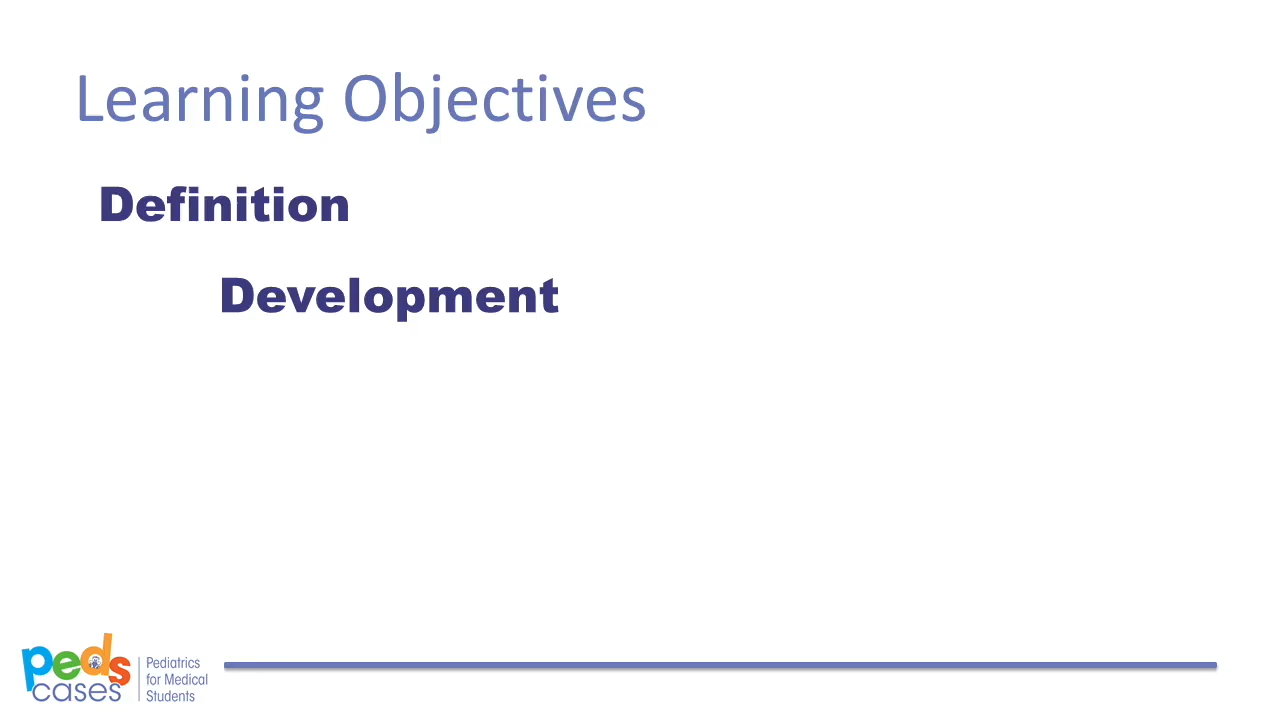 Learning Objectives
Definition
Development
peds
cases
Pediatrics
for Medical
Students